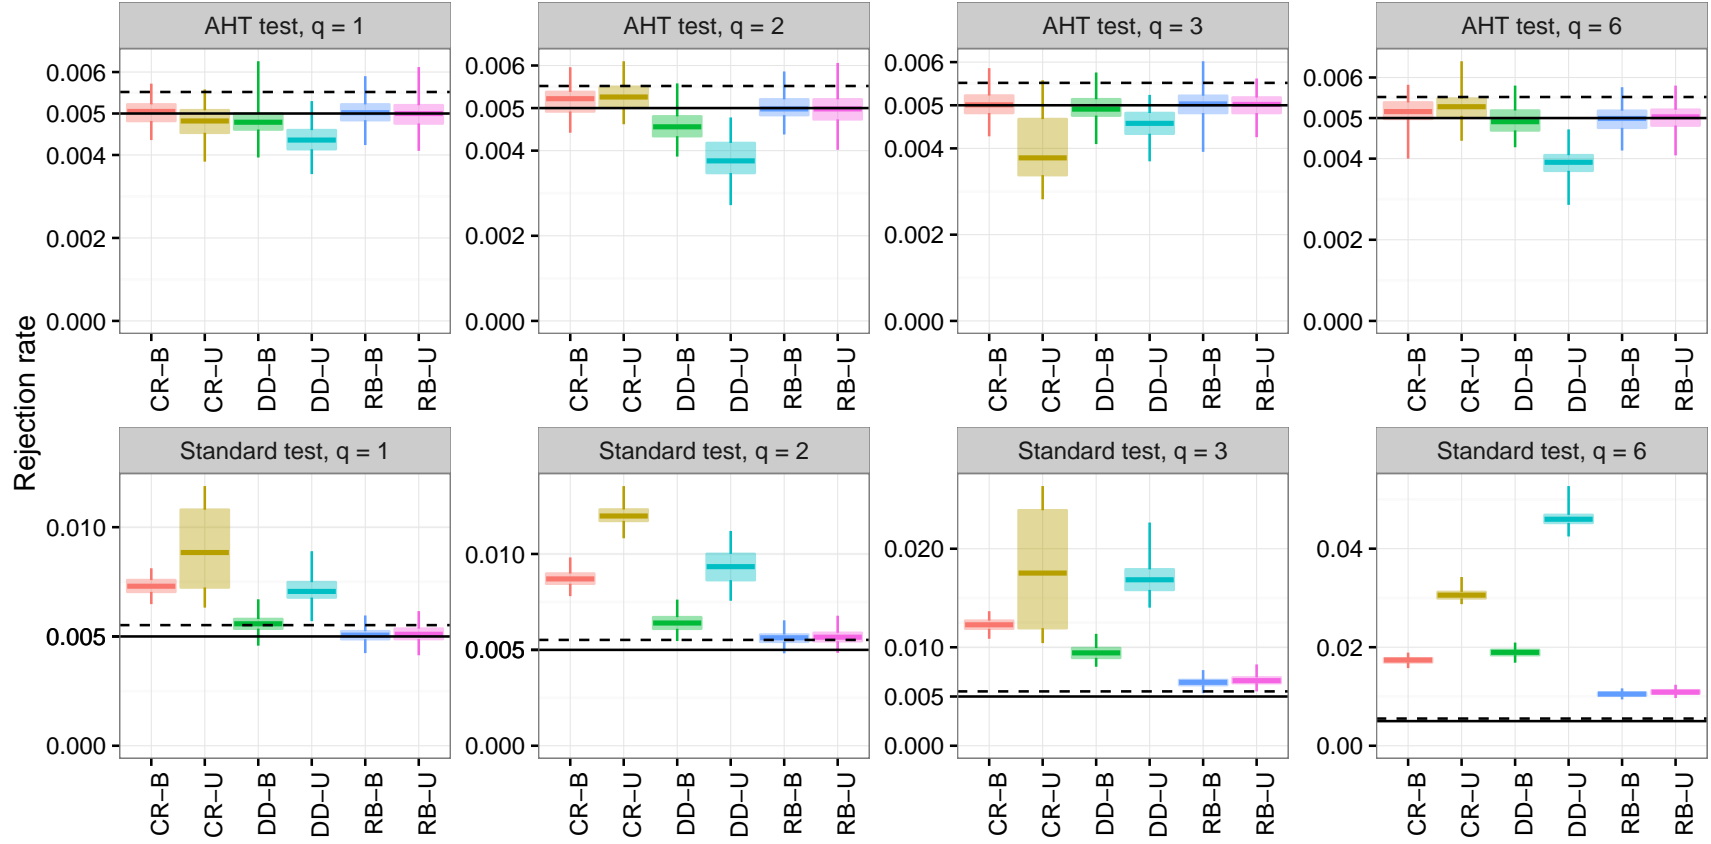 Rejection rate
AHT test, q = 1
0.006
0.005
0.004
0.002
0.000
CR−B
CR−U
DD−B
DD−U
RB−B
RB−U
AHT test, q = 2
0.006
0.005
0.004
0.002
0.000
CR−B
CR−U
DD−B
DD−U
RB−B
RB−U
AHT test, q = 3
0.006
0.005
0.004
0.002
0.000
CR−B
CR−U
DD−B
DD−U
RB−B
RB−U
AHT test, q = 6
0.006
0.005
0.004
0.002
0.000
CR−B
CR−U
DD−B
DD−U
RB−B
RB−U
Standard test, q = 1
0.010
0.005
0.000
CR−B
CR−U
DD−B
DD−U
RB−B
RB−U
Standard test, q = 2
0.010
0.005
0.000
CR−B
CR−U
DD−B
DD−U
RB−B
RB−U
Standard test, q = 3
0.020
0.010
0.005
0.000
CR−B
CR−U
DD−B
DD−U
RB−B
RB−U
Standard test, q = 6
0.04
0.02
0.00
CR−B
CR−U
DD−B
DD−U
RB−B
RB−U